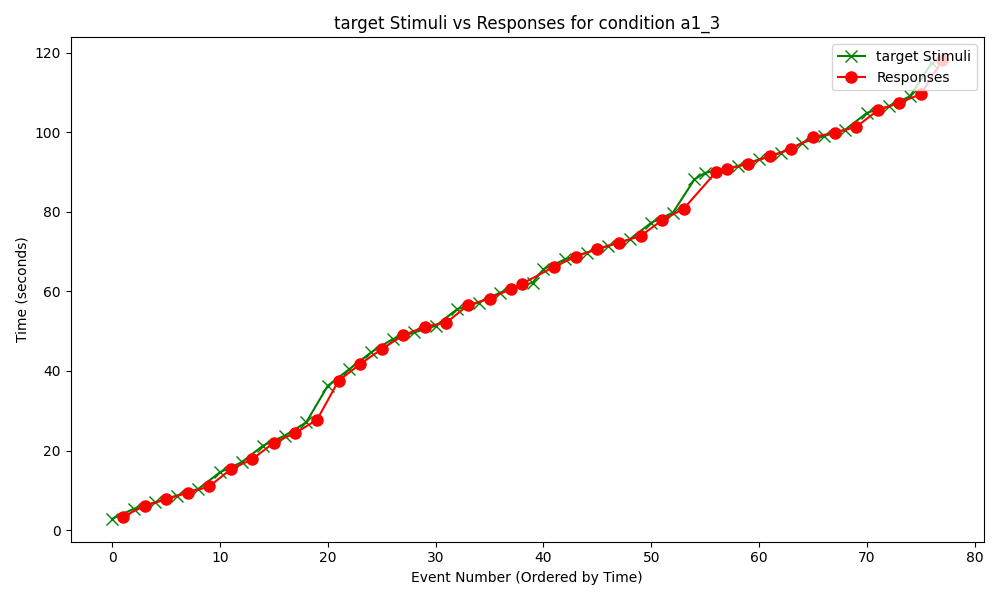 target Stimuli vs Responses for condition a1_3
target Stimuli
Responses
Time (seconds)
120
100
80
60
40
20
0
0 10 20 30 40 50 60 70 80
Event Number (Ordered by Time)